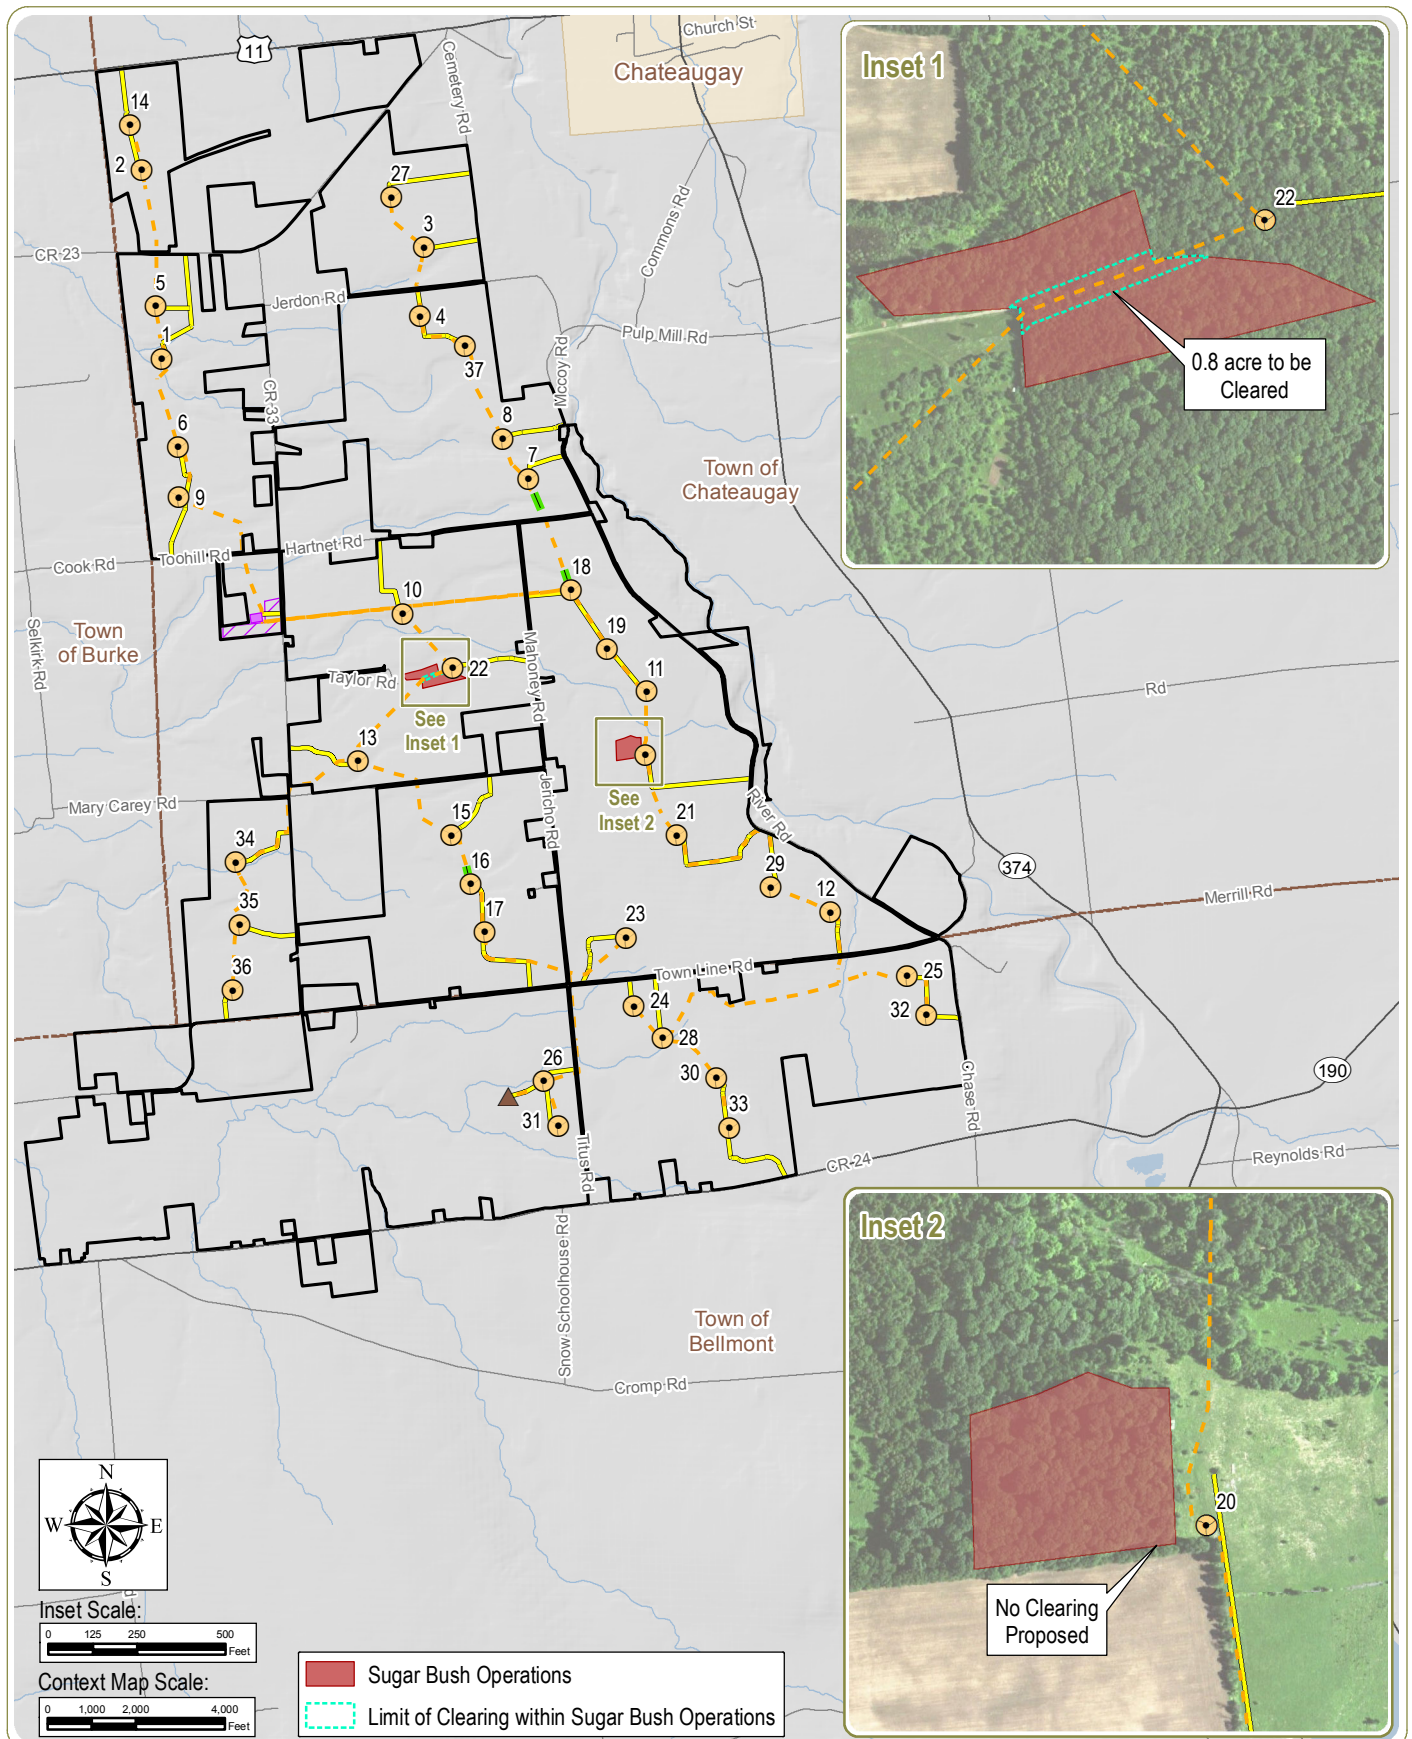 11
Church St
Chateaugay
Cemetery Rd
14
2
27
3
CR 23
Commons Rd
5
Jerdon Rd
4
1
37
Pulp Mill Rd
Mccoy Rd
CR 33
6
8
7
9
Town of
Chateaugay
Hartnet Rd
Toohill Rd
Cook Rd
18
10
Selkirk Rd
Town
of Burke
19
Mahoney Rd
22
11
Taylor Rd
See
Inset 1
Rd
13
Jericho Rd
See
Inset 2
Mary Carey Rd
River Rd
15
21
34
374
16
29
12
Merrill Rd
35
17
23
Town Line Rd
25
36
24
32
28
26
30
190
Chase Rd
31
33
Titus Rd
CR-24
Reynolds Rd
Snow Schoolhouse Rd
Town of
Bellmont
Cromp Rd
Inset 1
22
0.8 acre to be
Cleared
Inset 2
20
No Clearing
Proposed
N
W E
S
d
Inset Scale:
0 125 250 500
Feet
Context Map Scale:
0 1,000 2,000 4,000
Feet
Sugar Bush Operations
Limit of Clearing within Sugar Bush Operations